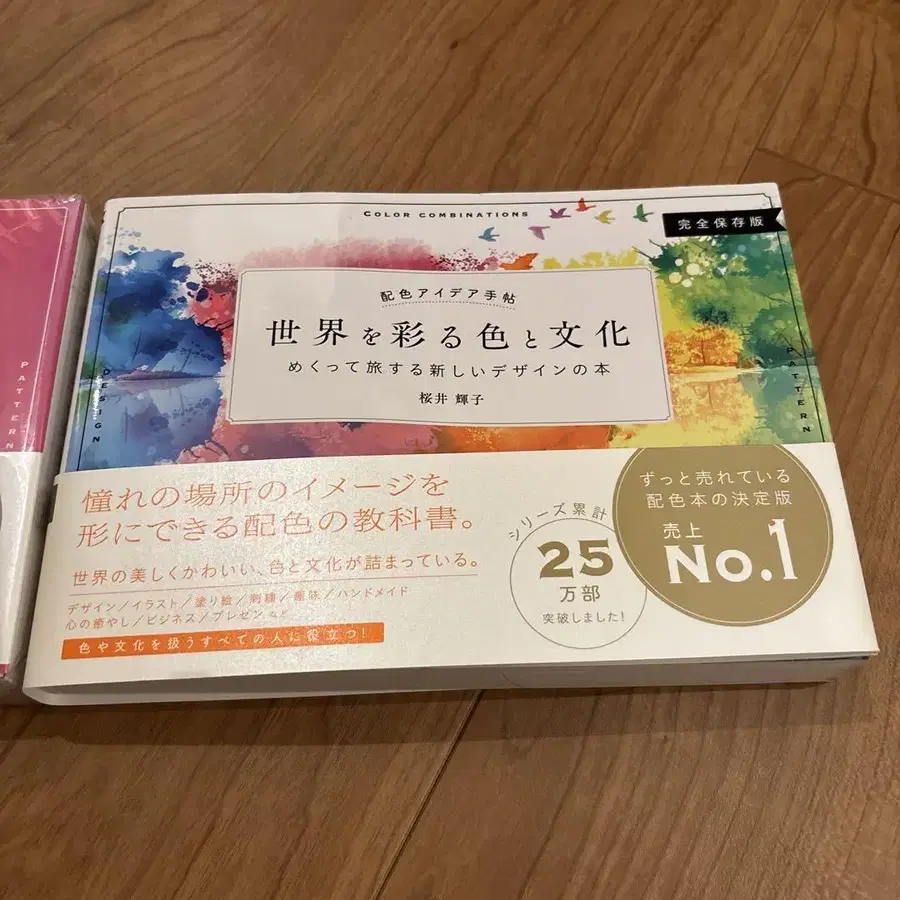 COLOR COMBINATIONS
完全保存版
配色アイデア手帖
世界を彩る色と文化
めくって旅する新しいデザインの本
桜井 輝子
DESIGN
PATTERN
PATTERN
憧れの場所のイメージを
形にできる配色の教科書。
世界の美しくかわいい、色と文化が詰まっている。
デザイン/イラスト/塗り絵/刺繍/趣味/ハンドメイド
心の癒やし/ビジネス/プレゼン など
色や文化を扱うすべての人に役立つ!
シリーズ累計
25
万部
突破しました!
ずっと売れている
配色本の決定版
売上
No.1